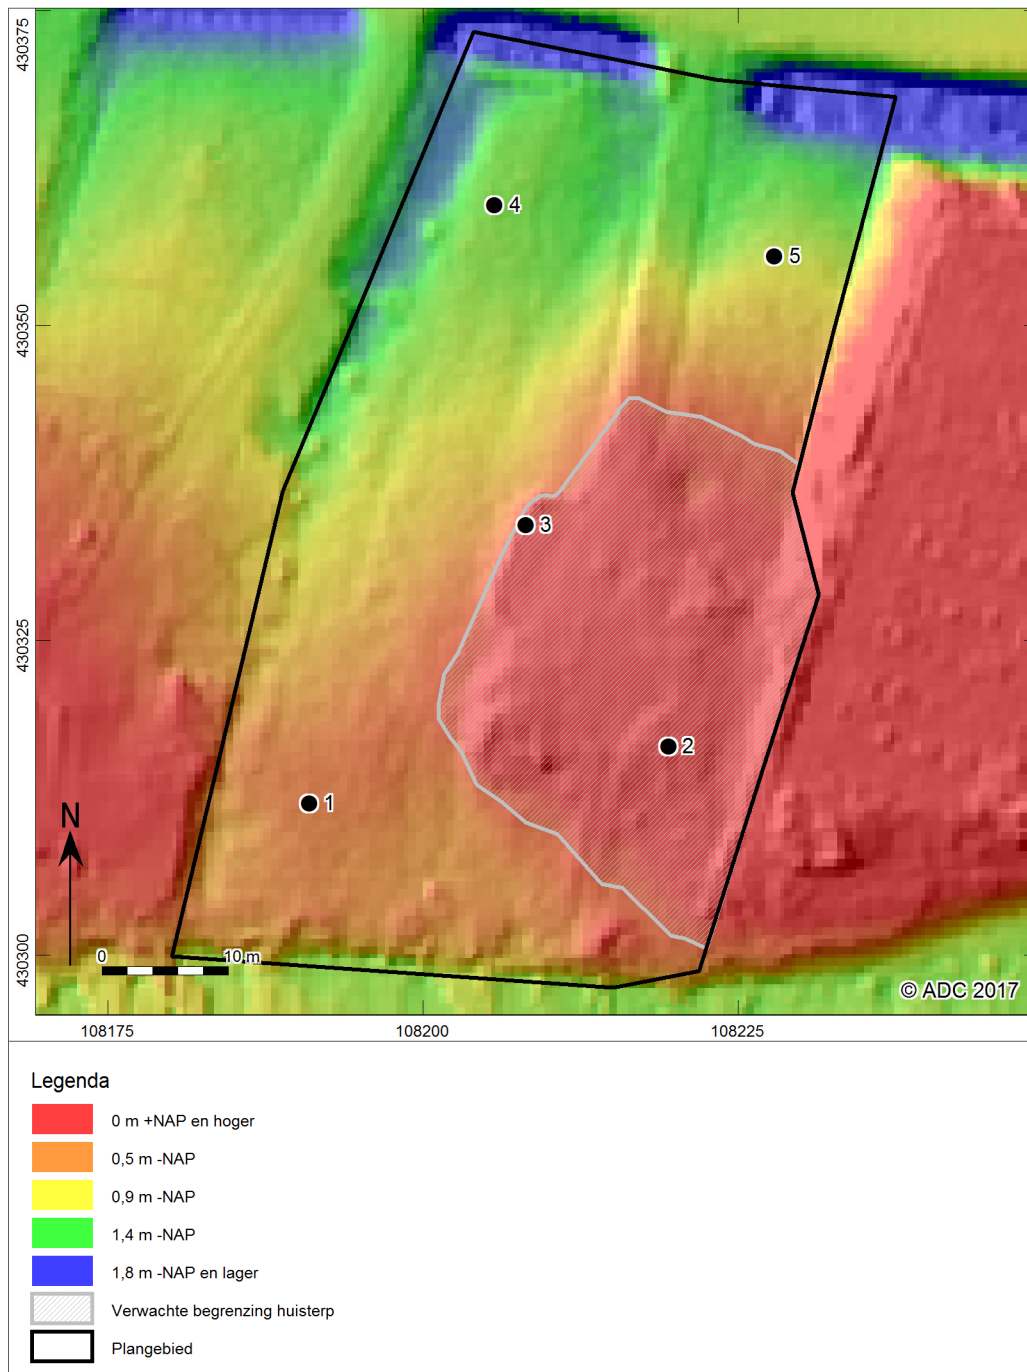 430375
4
5
430350
3
430325
2
1
N
0 10 m
430300
© ADC 2017
108175 108200 108225
Legenda
0 m +NAP en hoger
0,5 m -NAP
0,9 m -NAP
1,4 m -NAP
1,8 m -NAP en lager
Verwachte begrenzing huisterp
Plangebied